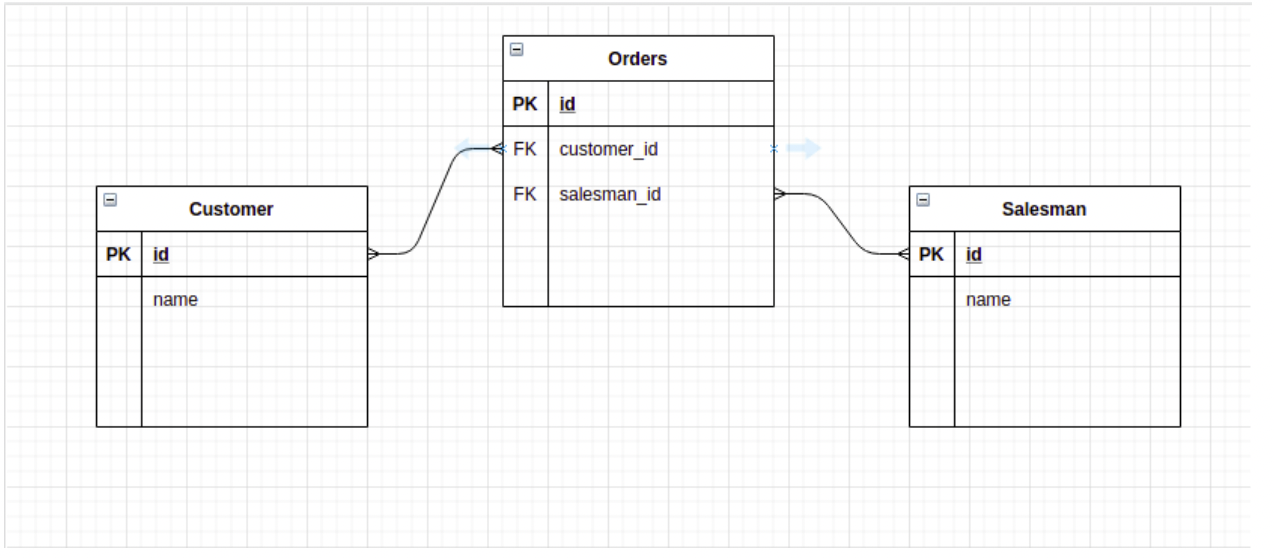 Orders
PK id
FK customer_id
FK salesman_id
Customer
PK id
name
Salesman
PK id
name